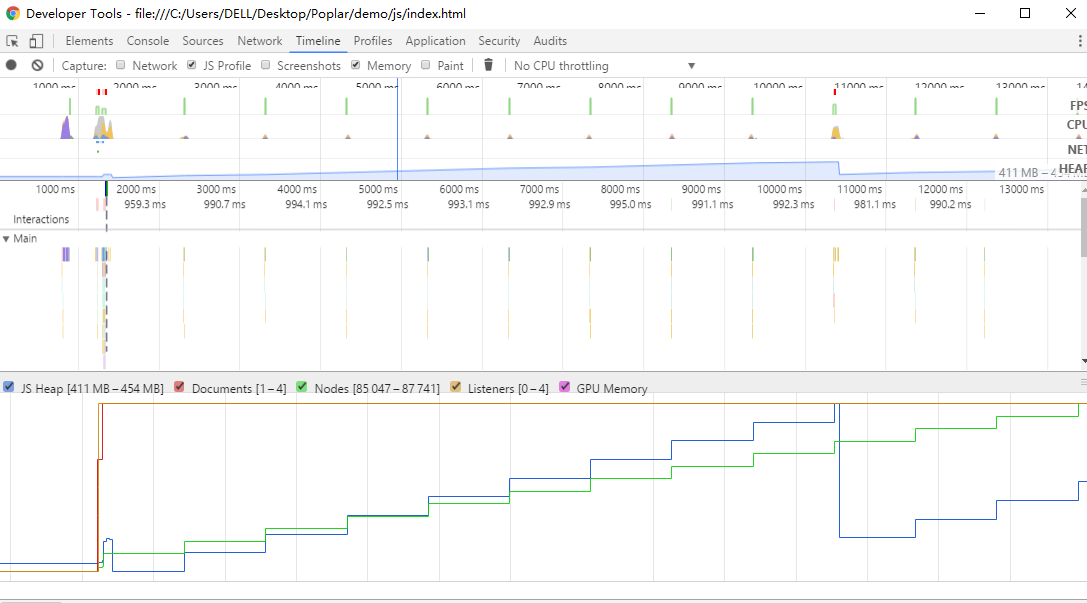 Developer Tools - file:///C:/Users/DELL/Desktop/Poplar/demo/js/index.html
Elements Console Sources Network Timeline Profiles Application Security Audits
Capture: Network JS Profile Screenshots Memory Paint No CPU throttling ▼
1000 ms 2000 ms 3000 ms 4000 ms 5000 ms 6000 ms 7000 ms 8000 ms 9000 ms 10000 ms 11000 ms 12000 ms 13000 ms 14
FPS
CPU
NET
HEAP
411 MB – 4
1000 ms 2000 ms 3000 ms 4000 ms 5000 ms 6000 ms 7000 ms 8000 ms 9000 ms 10000 ms 11000 ms 12000 ms 13000 ms
959.3 ms 990.7 ms 994.1 ms 992.5 ms 993.1 ms 992.9 ms 995.0 ms 991.1 ms 992.3 ms 981.1 ms 990.2 ms
Interactions
▼ Main
JS Heap [411 MB – 454 MB] Documents [1 – 4] Nodes [85 047 – 87 741] Listeners [0 – 4] GPU Memory